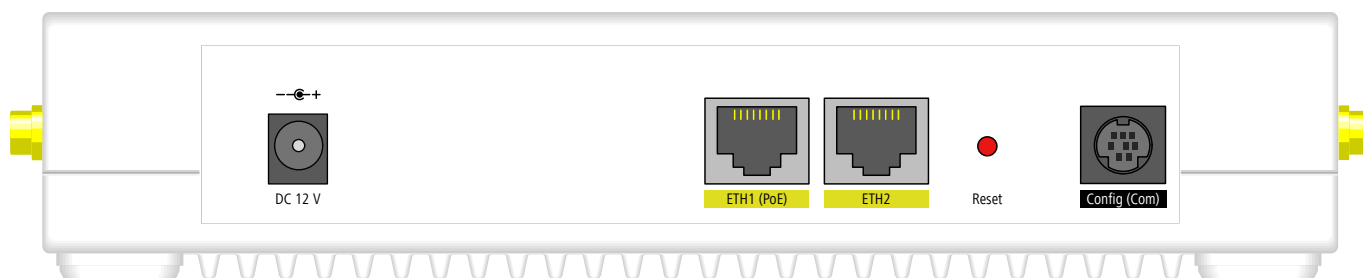 DC 12 V
ETH1 (PoE)
ETH2
Reset
Config (Com)